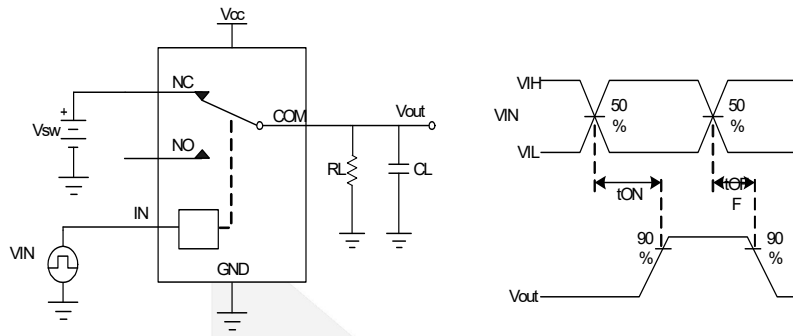 Vcc
NC
COM
Vout
+
Vsw
NO
RL
CL
IN
VIN
GND
VIH
VIN
VIL
50
%
50
%
tON
tOF
F
90
%
90
%
Vout